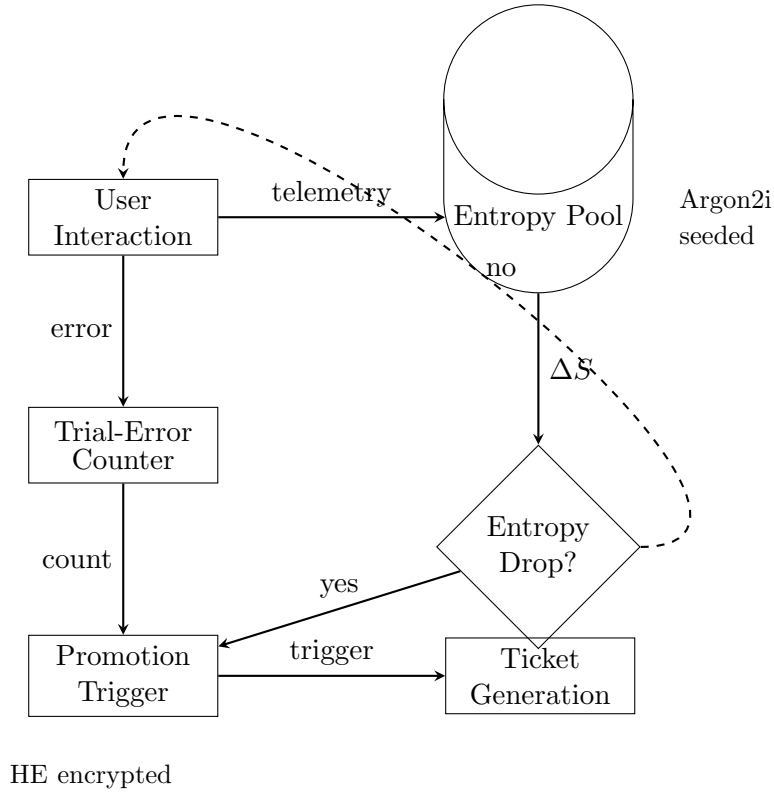 User
Interaction
telemetry
Entropy Pool
Argon2i
seeded
no
error
ΔS
Trial-Error
Counter
Entropy
Drop?
count
yes
Promotion
Trigger
trigger
Ticket
Generation
HE encrypted